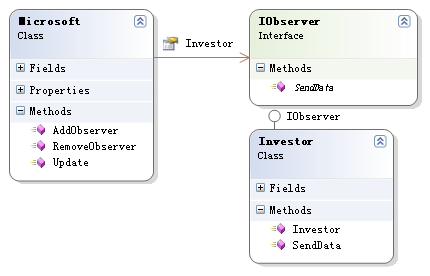 Microsoft
Class
Fields
Properties
Methods
AddObserver
RemoveObserver
Update
Investor
IObserver
Interface
Methods
SendData
IObserver
Investor
Class
Fields
Methods
Investor
SendData